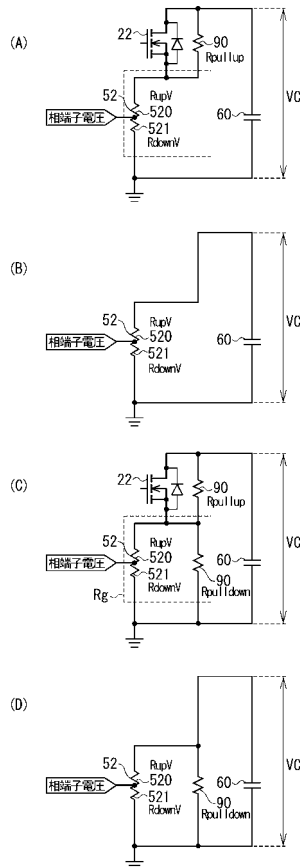 (A)
22
90
Rpullup
52
RupV
520
521
RdownV
相端子電圧
60
VC
(B)
52
RupV
520
521
RdownV
相端子電圧
60
VC
(C)
22
90
Rpullup
52
RupV
520
521
RdownV
相端子電圧
Rg
90
Rpulldown
60
VC
(D)
52
RupV
520
521
RdownV
相端子電圧
90
Rpulldown
60
VC